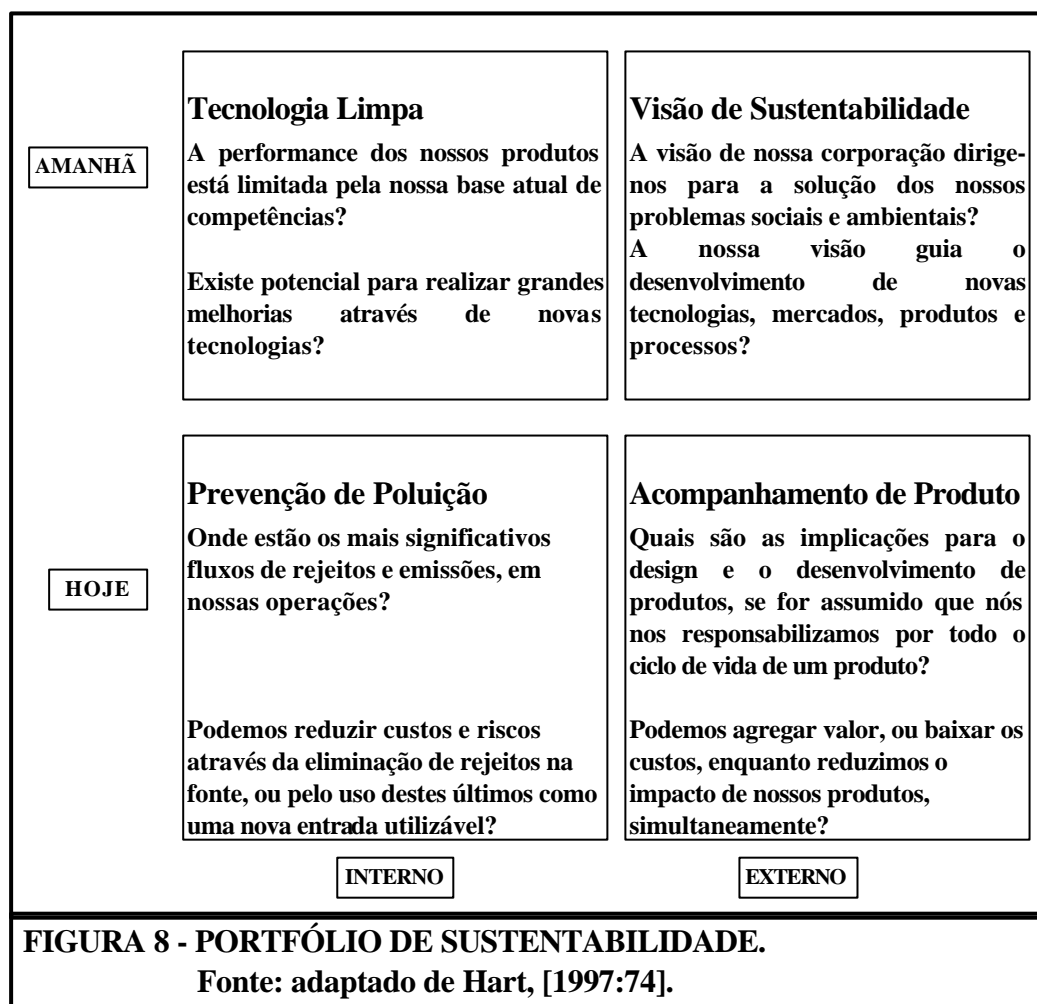 AMANHÃ
Tecnologia Limpa
A performance dos nossos produtos
está limitada pela nossa base atual de
competências?
Existe potencial para realizar grandes
melhorias através de novas
tecnologias?
Visão de Sustentabilidade
A visão de nossa corporação dirige-
nos para a solução dos nossos
problemas sociais e ambientais?
A nossa visão guia o
desenvolvimento de novas
tecnologias, mercados, produtos e
processos?
HOJE
Prevenção de Poluição
Onde estão os mais significativos
fluxos de rejeitos e emissões, em
nossas operações?
Podemos reduzir custos e riscos
através da eliminação de rejeitos na
fonte, ou pelo uso destes últimos como
uma nova entrada utilizável?
Acompanhamento de Produto
Quais são as implicações para o
design e o desenvolvimento de
produtos, se for assumido que nós
nos responsabilizamos por todo o
ciclo de vida de um produto?
Podemos agregar valor, ou baixar os
custos, enquanto reduzimos o
impacto de nossos produtos,
simultaneamente?
INTERNO
EXTERNO
FIGURA 8 - PORTFÓLIO DE SUSTENTABILIDADE.
Fonte: adaptado de Hart, [1997:74].